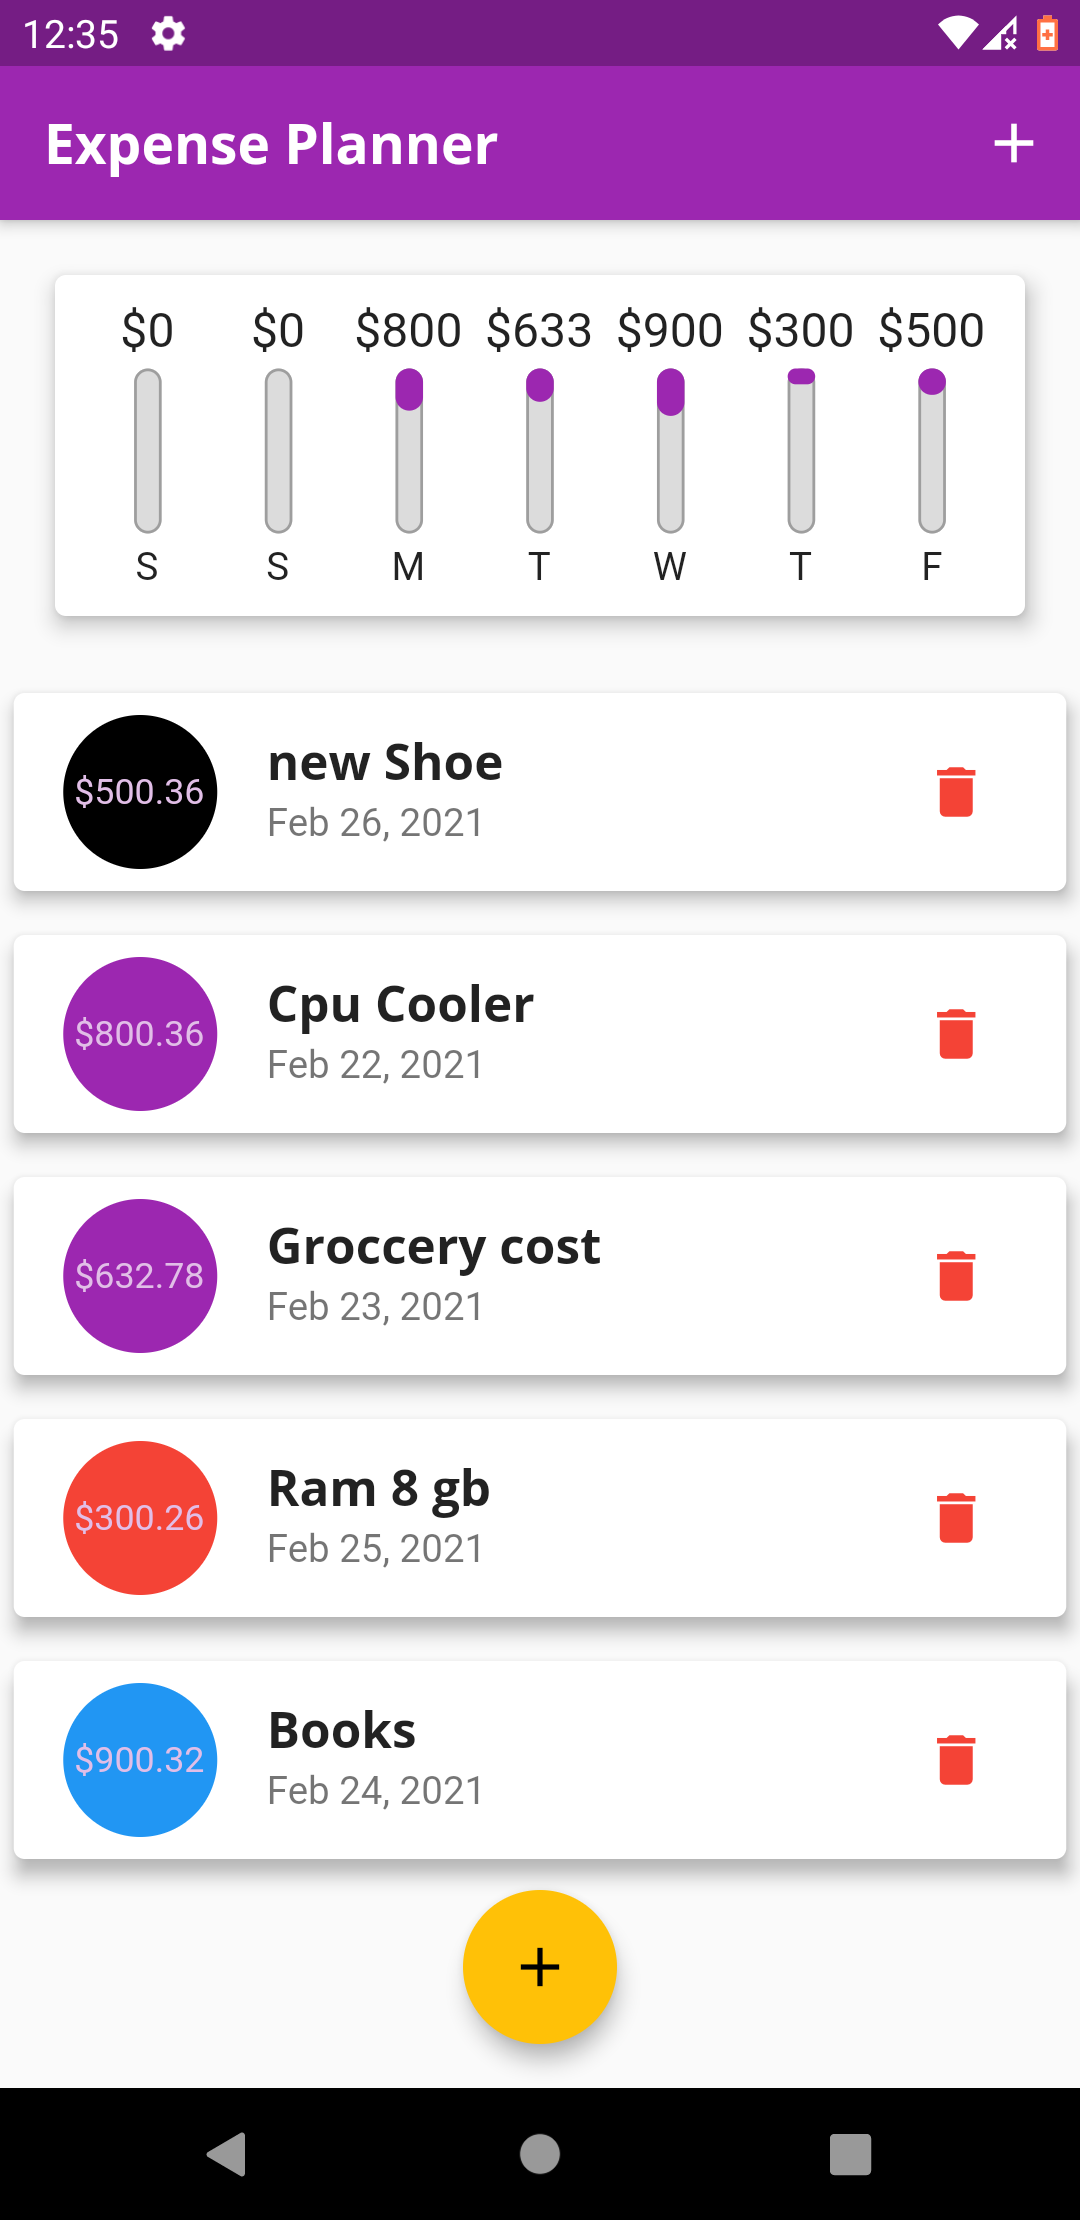 12:35
Expense Planner
$0 $0 $800 $633 $900 $300 $500
S S M T W T F
$500.36
new Shoe
Feb 26, 2021
$800.36
Cpu Cooler
Feb 22, 2021
$632.78
Groccery cost
Feb 23, 2021
$300.26
Ram 8 gb
Feb 25, 2021
$900.32
Books
Feb 24, 2021